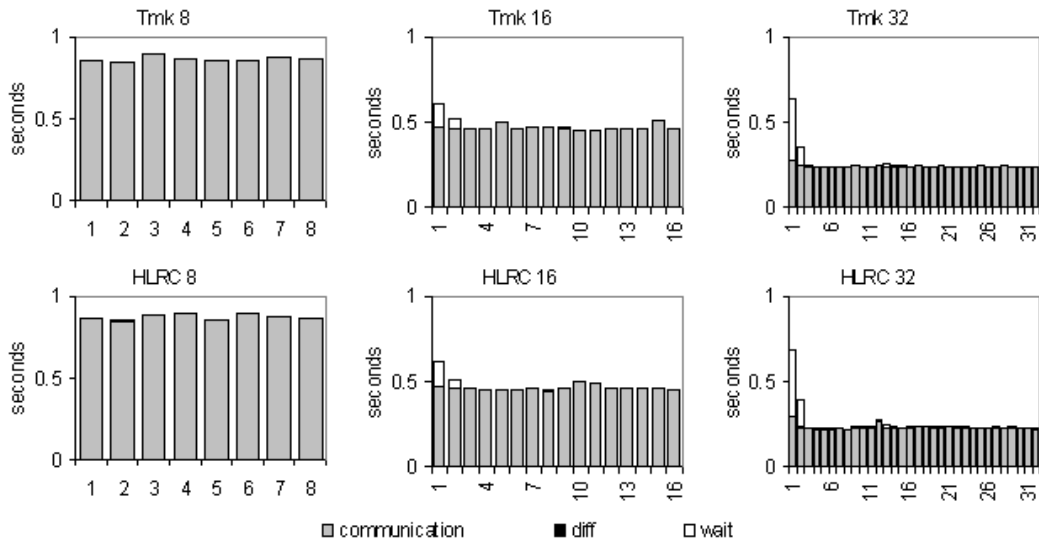 Tmk 8
1
0.5
0
seconds
1 2 3 4 5 6 7 8
Tmk 16
1
0.5
0
seconds
1 4 7 10 13 16
Tmk 32
1
0.5
0
seconds
1 6 11 16 21 26 31
HLRC 8
1
0.5
0
seconds
1 2 3 4 5 6 7 8
HLRC 16
1
0.5
0
seconds
1 4 7 10 13 16
HLRC 32
1
0.5
0
seconds
1 6 11 16 21 26 31
communication diff wait